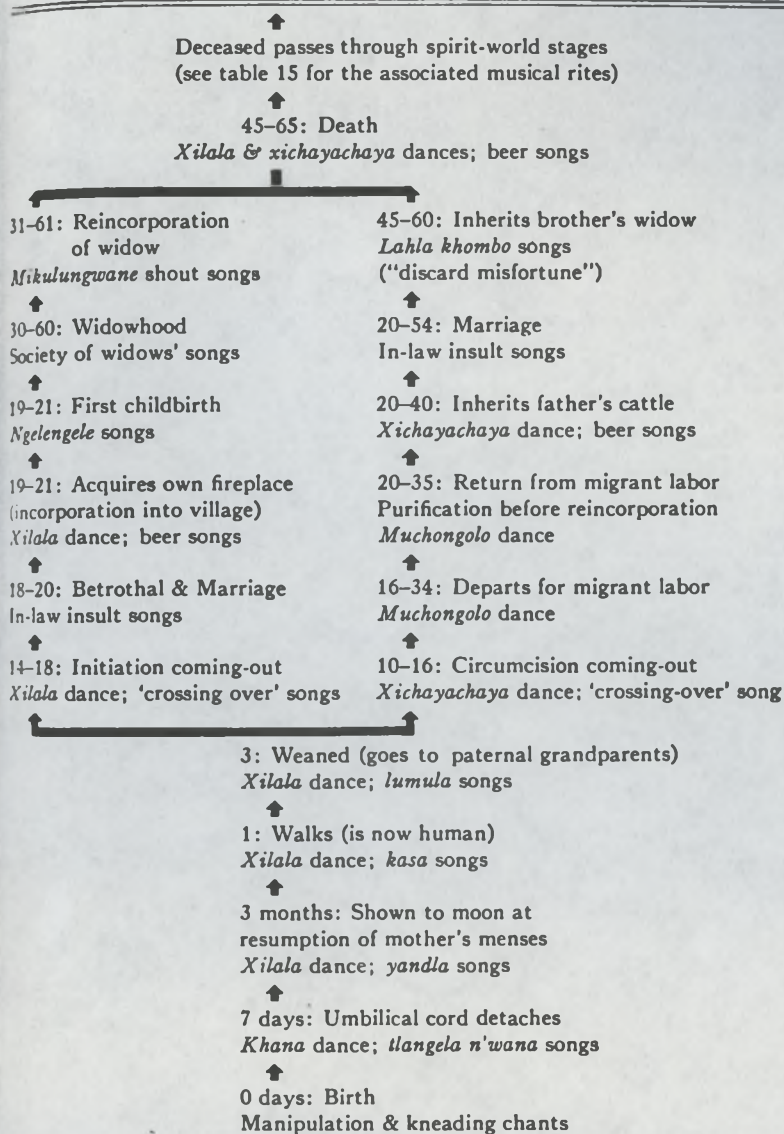 Deceased passes through spirit-world stages
(see table 15 for the associated musical rites)
45–65: Death
Xilala & xichayachaya dances; beer songs
31–61: Reincorporation
of widow
Mikulungwane shout songs
30–60: Widowhood
Society of widows' songs
19–21: First childbirth
Ngelengele songs
19–21: Acquires own fireplace
(incorporation into village)
Xilala dance; beer songs
18–20: Betrothal & Marriage
In-law insult songs
14–18: Initiation coming-out
Xilala dance; 'crossing over' songs
45–60: Inherits brother's widow
Lahla khombo songs
("discard misfortune")
20–54: Marriage
In-law insult songs
20–40: Inherits father's cattle
Xichayachaya dance; beer songs
20–35: Return from migrant labor
Purification before reincorporation
Muchongolo dance
16–34: Departs for migrant labor
Muchongolo dance
10–16: Circumcision coming-out
Xichayachaya dance; 'crossing-over' song
3: Weaned (goes to paternal grandparents)
Xilala dance; lumula songs
1: Walks (is now human)
Xilala dance; kasa songs
3 months: Shown to moon at
resumption of mother's menses
Xilala dance; yandla songs
7 days: Umbilical cord detaches
Khana dance; tlangela n'wana songs
0 days: Birth
Manipulation & kneading chants